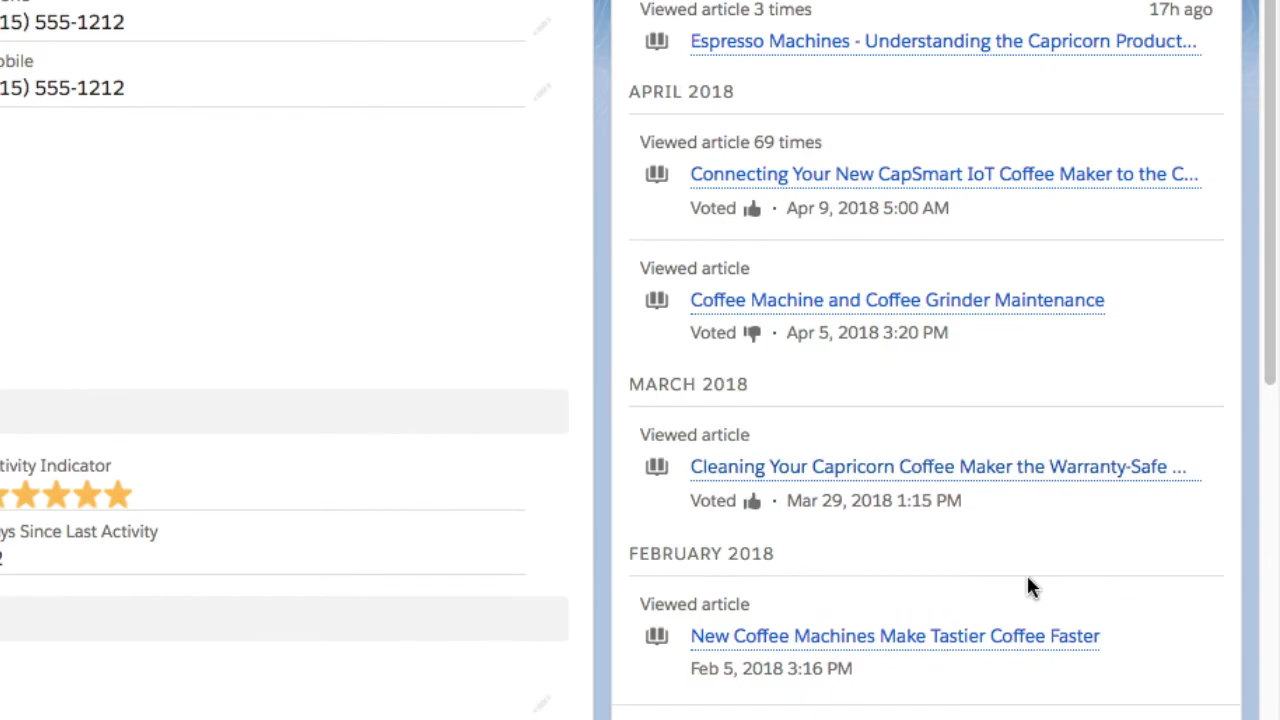 15) 555-1212
obile
15) 555-1212
tivity Indicator
ys Since Last Activity
Viewed article 3 times
17h ago
Espresso Machines - Understanding the Capricorn Product...
APRIL 2018
Viewed article 69 times
Connecting Your New CapSmart IoT Coffee Maker to the C...
Voted · Apr 9, 2018 5:00 AM
Viewed article
Coffee Machine and Coffee Grinder Maintenance
Voted · Apr 5, 2018 3:20 PM
MARCH 2018
Viewed article
Cleaning Your Capricorn Coffee Maker the Warranty-Safe ...
Voted · Mar 29, 2018 1:15 PM
FEBRUARY 2018
Viewed article
New Coffee Machines Make Tastier Coffee Faster
Feb 5, 2018 3:16 PM